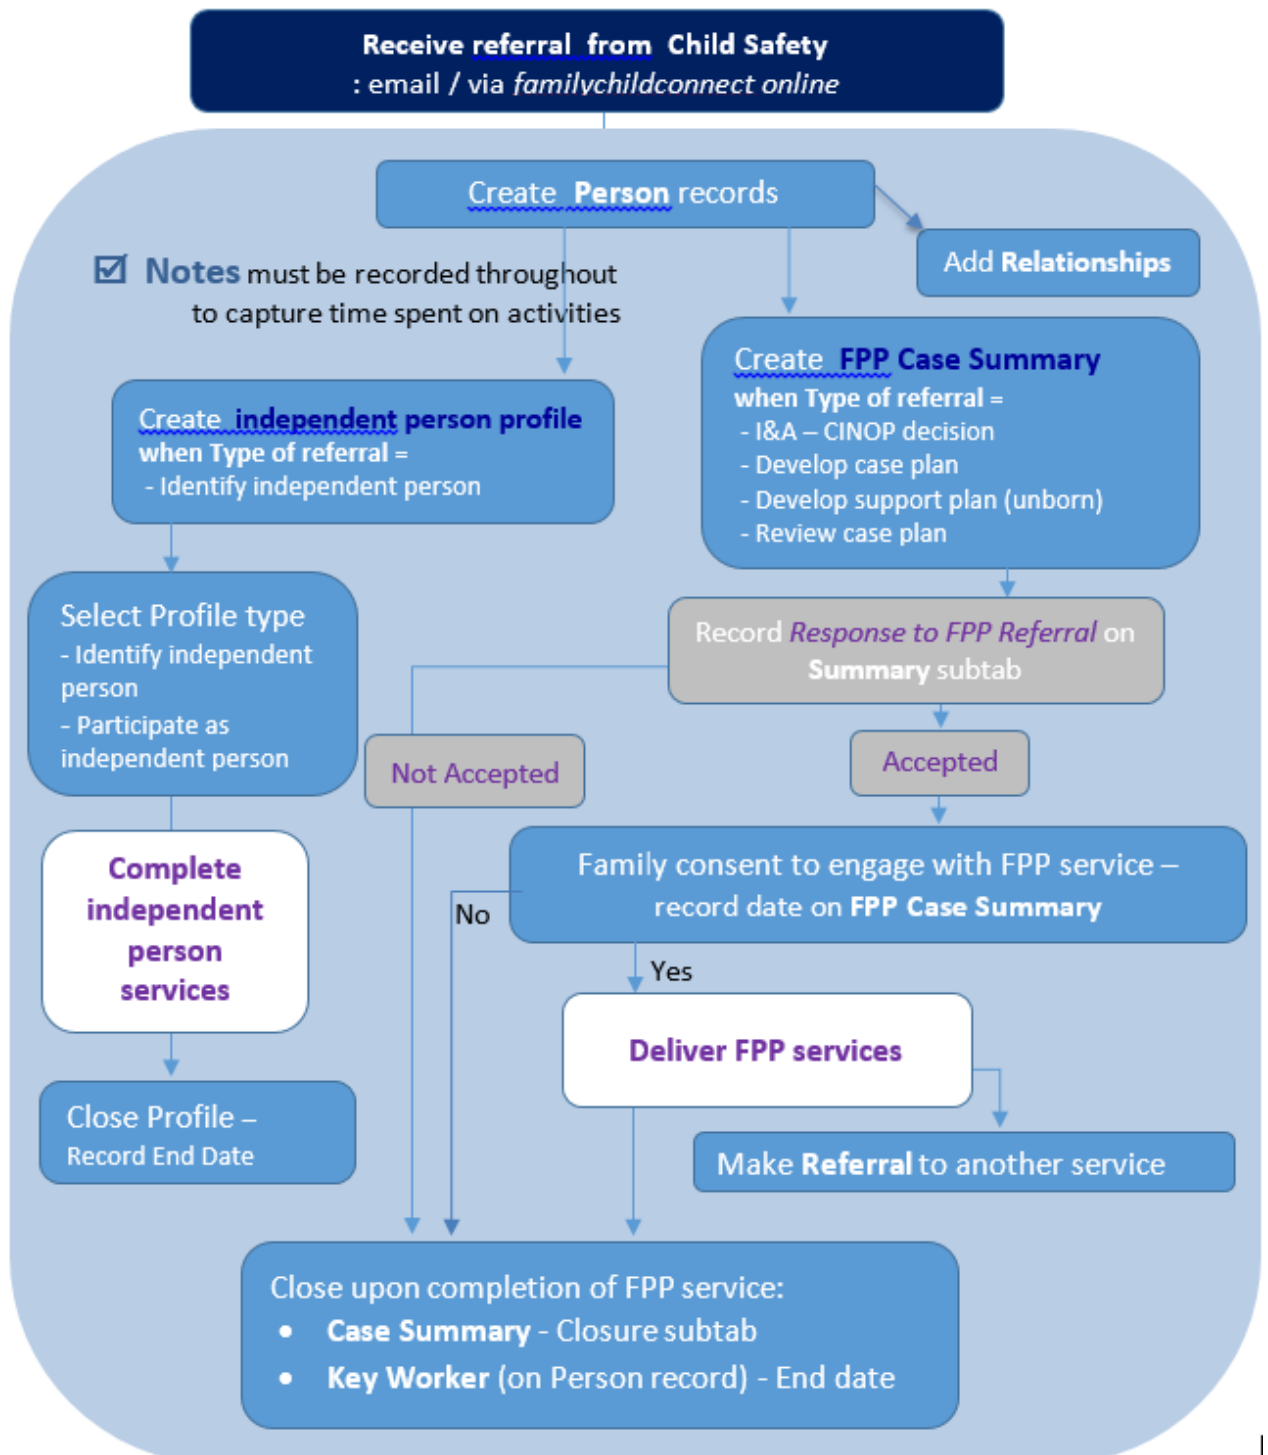 Receive referral from Child Safety
: email / via familychildconnect online
Create Person records
Add Relationships
☑ Notes must be recorded throughout
to capture time spent on activities
Create FPP Case Summary
when Type of referral =
- I&A – CINOP decision
- Develop case plan
- Develop support plan (unborn)
- Review case plan
Create independent person profile
when Type of referral =
- Identify independent person
Select Profile type
- Identify independent
person
- Participate as
independent person
Record Response to FPP Referral on
Summary subtab
Not Accepted
Accepted
Complete
independent
person
services
Family consent to engage with FPP service –
record date on FPP Case Summary
No
Yes
Deliver FPP services
Close Profile –
Record End Date
Make Referral to another service
Close upon completion of FPP service:
• Case Summary - Closure subtab
• Key Worker (on Person record) - End date